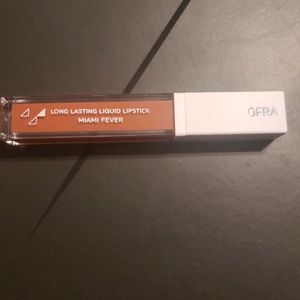 LONG LASTING LIQUID LIPSTICK
MIAMI FEVER
OFRA